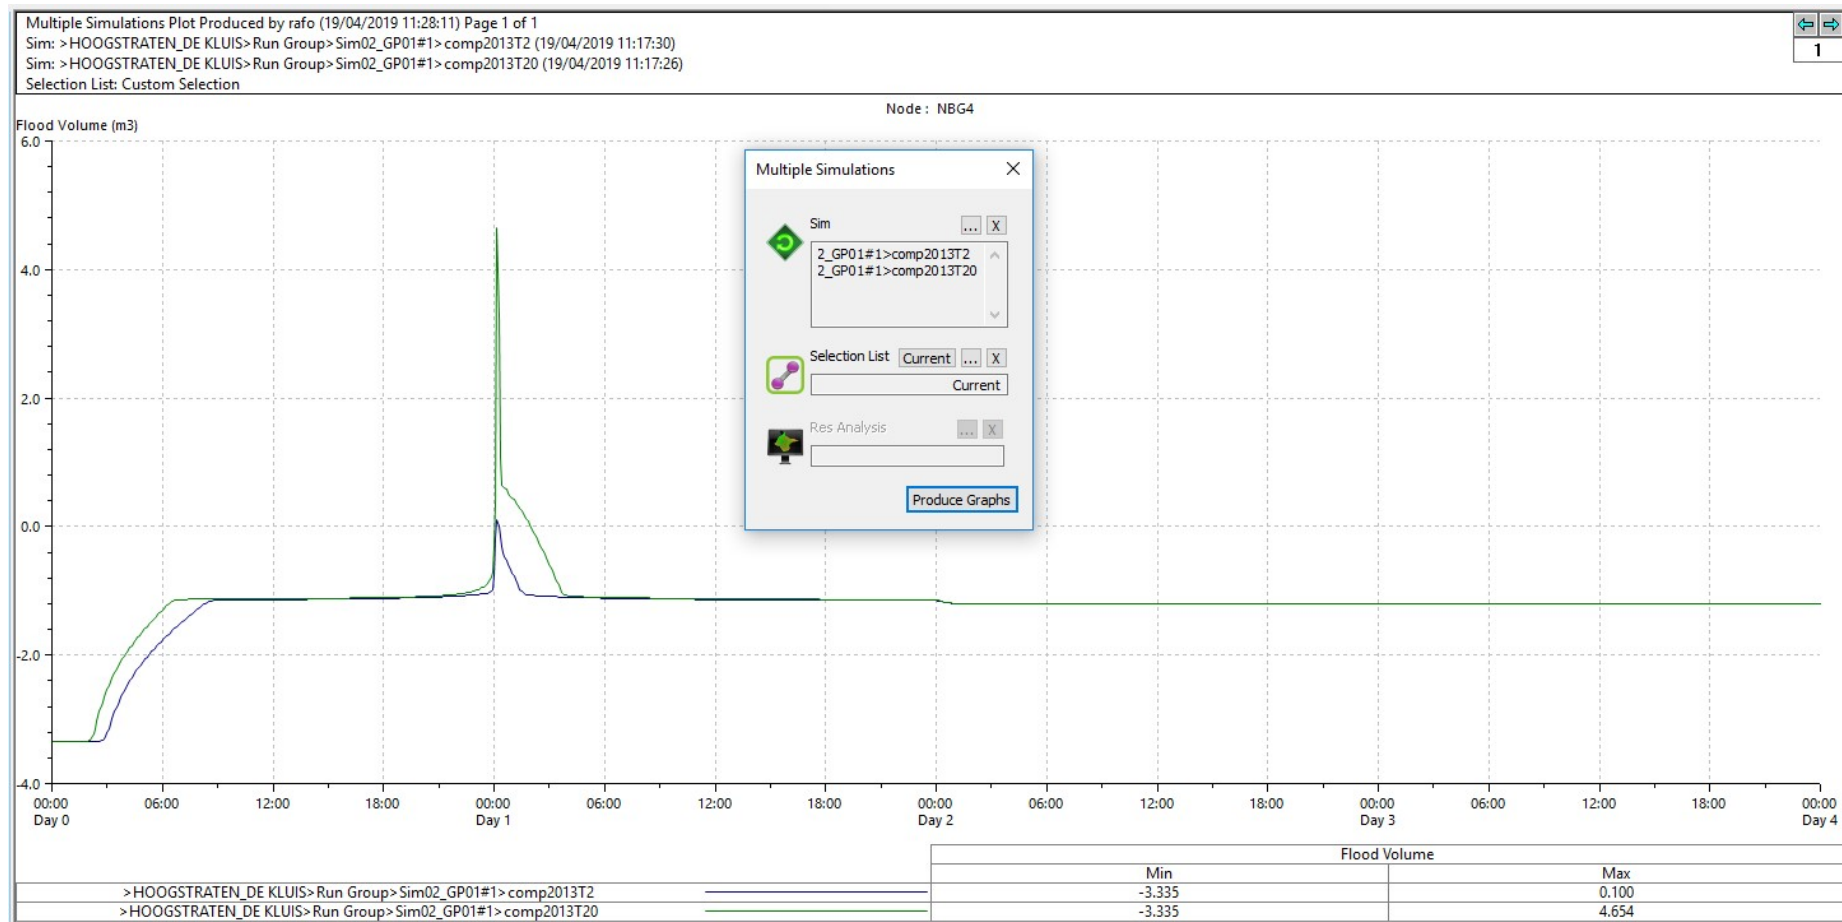 Multiple Simulations Plot Produced by rafo (19/04/2019 11:28:11) Page 1 of 1
Sim: >HOOGSTRATEN_DE KLUIS>Run Group>Sim02_GP01#1>comp2013T2 (19/04/2019 11:17:30)
Sim: >HOOGSTRATEN_DE KLUIS>Run Group>Sim02_GP01#1>comp2013T20 (19/04/2019 11:17:26)
Selection List: Custom Selection
1
Node : NBG4
Flood Volume (m3)
6.0
4.0
2.0
0.0
-2.0
-4.0
Multiple Simulations
Sim ... X
2_GP01#1>comp2013T2
2_GP01#1>comp2013T20
Selection List Current ... X
Current
Res Analysis ... X
Produce Graphs
00:00 06:00 12:00 18:00 00:00 06:00 12:00 18:00 00:00 06:00 12:00 18:00 00:00 06:00 12:00 18:00 00:00
Day 0 Day 1 Day 2 Day 3 Day 4
Flood Volume
Min Max
>HOOGSTRATEN_DE KLUIS>Run Group>Sim02_GP01#1>comp2013T2 -3.335 0.100
>HOOGSTRATEN_DE KLUIS>Run Group>Sim02_GP01#1>comp2013T20 -3.335 4.654